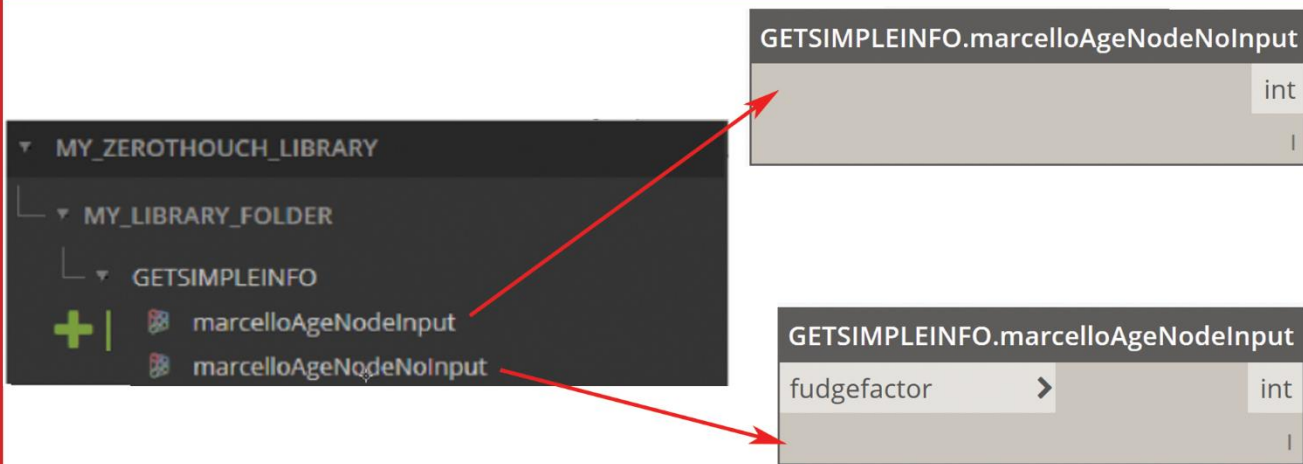 GETSIMPLEINFO.marcelloAgeNodeNoInput
int
l
MY_ZEROTHOUCH_LIBRARY
MY_LIBRARY_FOLDER
GETSIMPLEINFO
marcelloAgeNodeInput
marcelloAgeNodeNoInput
GETSIMPLEINFO.marcelloAgeNodeInput
fudgefactor > int
l